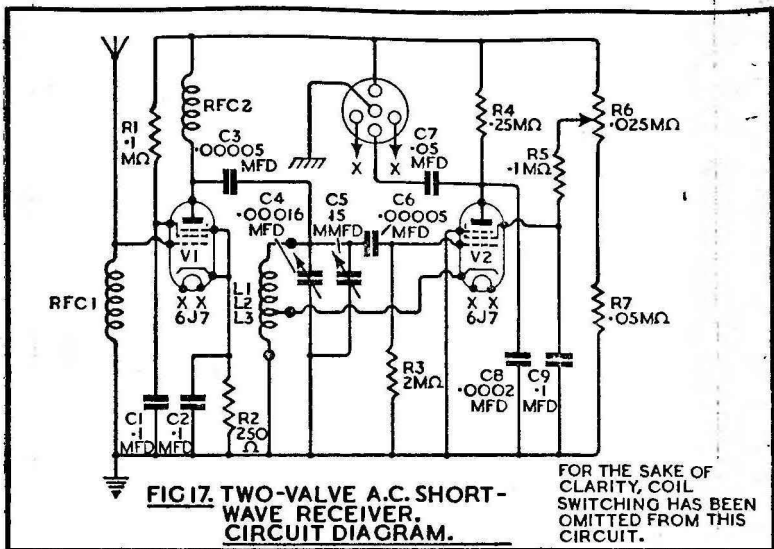 RFC2
R1
·1
MΩ
C3
·00005
MFD
C7
·05
MFD
R4
·25MΩ
R6
·025MΩ
R5
·1MΩ
X X
C4
·00016
MFD
C5
15
MMFD
C6
·00005
MFD
V1
V2
RFC1
X X
6J7
L1
L2
L3
X X
6J7
R7
·05MΩ
R3
2MΩ
C8
·0002
MFD
C9
·1
MFD
C1
·1
MFD
C2
·1
MFD
R2
250
Ω
FIG 17. TWO-VALVE A.C. SHORT-
WAVE RECEIVER.
CIRCUIT DIAGRAM.
FOR THE SAKE OF
CLARITY, COIL
SWITCHING HAS BEEN
OMITTED FROM THIS
CIRCUIT.